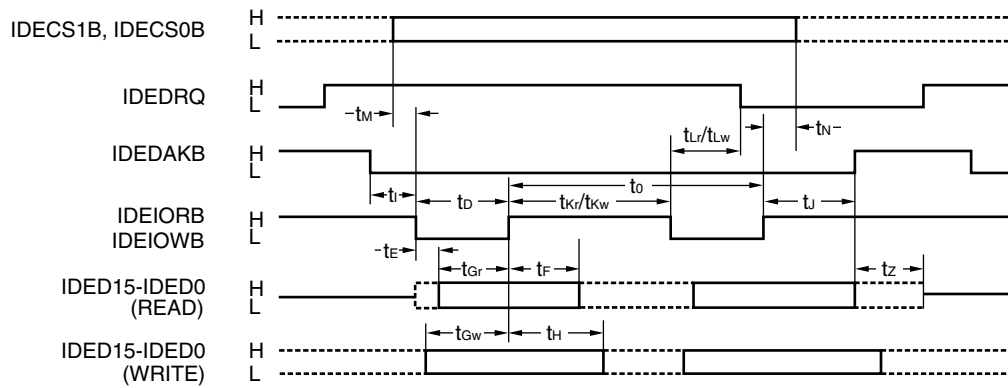 IDECS1B, IDECS0B H
L
IDEDRQ H
L
tM tN
tLr/tLw
IDEDAKB H
L
t0
tI tD tKr/tKw tJ
IDEIORB H
IDEIOWB L
tE
tGr tF tZ
IDED15-IDED0 H
(READ) L
tGw tH
IDED15-IDED0 H
(WRITE) L